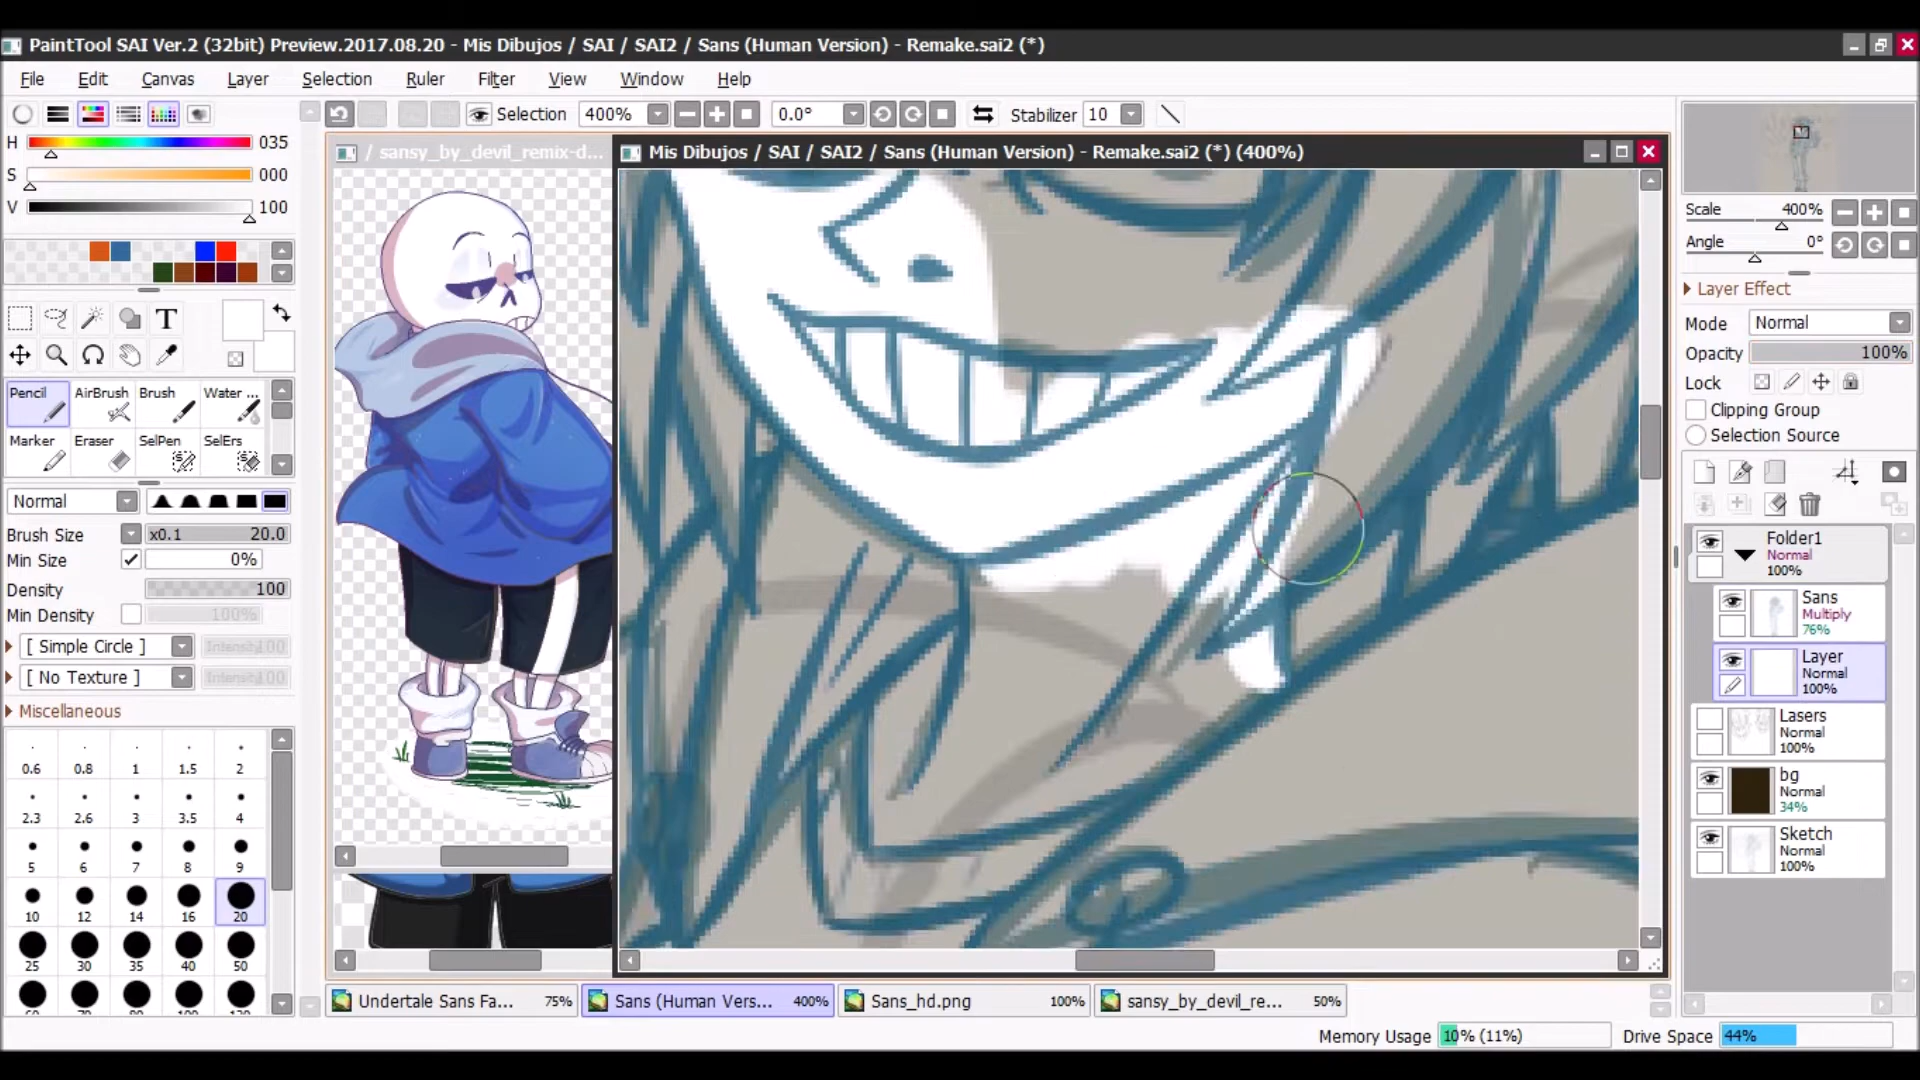 PaintTool SAI Ver.2 (32bit) Preview.2017.08.20 - Mis Dibujos / SAI / SAI2 / Sans (Human Version) - Remake.sai2 (*)
File Edit Canvas Layer Selection Ruler Filter View Window Help
Selection 400% 0.0° Stabilizer 10
H 035
S 000
V 100
/ sansy_by_devil_remix-d...
Mis Dibujos / SAI / SAI2 / Sans (Human Version) - Remake.sai2 (*) (400%)
T
Pencil AirBrush Brush Water ...
Marker Eraser SelPen SelErs
Normal
Brush Size x0.1 20.0
Min Size 0%
Density 100
Min Density 100%
[ Simple Circle ] Intensity 100
[ No Texture ] Intensity 100
Miscellaneous
0.6 0.8 1 1.5 2
2.3 2.6 3 3.5 4
5 6 7 8 9
10 12 14 16 20
25 30 35 40 50
Scale 400%
Angle 0°
Layer Effect
Mode Normal
Opacity 100%
Lock
Clipping Group
Selection Source
Folder1
Normal
100%
Sans
Multiply
76%
Layer
Normal
100%
Lasers
Normal
100%
bg
Normal
34%
Sketch
Normal
100%
Undertale Sans Fa... 75%
Sans (Human Vers... 400%
Sans_hd.png 100%
sansy_by_devil_re... 50%
Memory Usage 10% (11%) Drive Space 44%